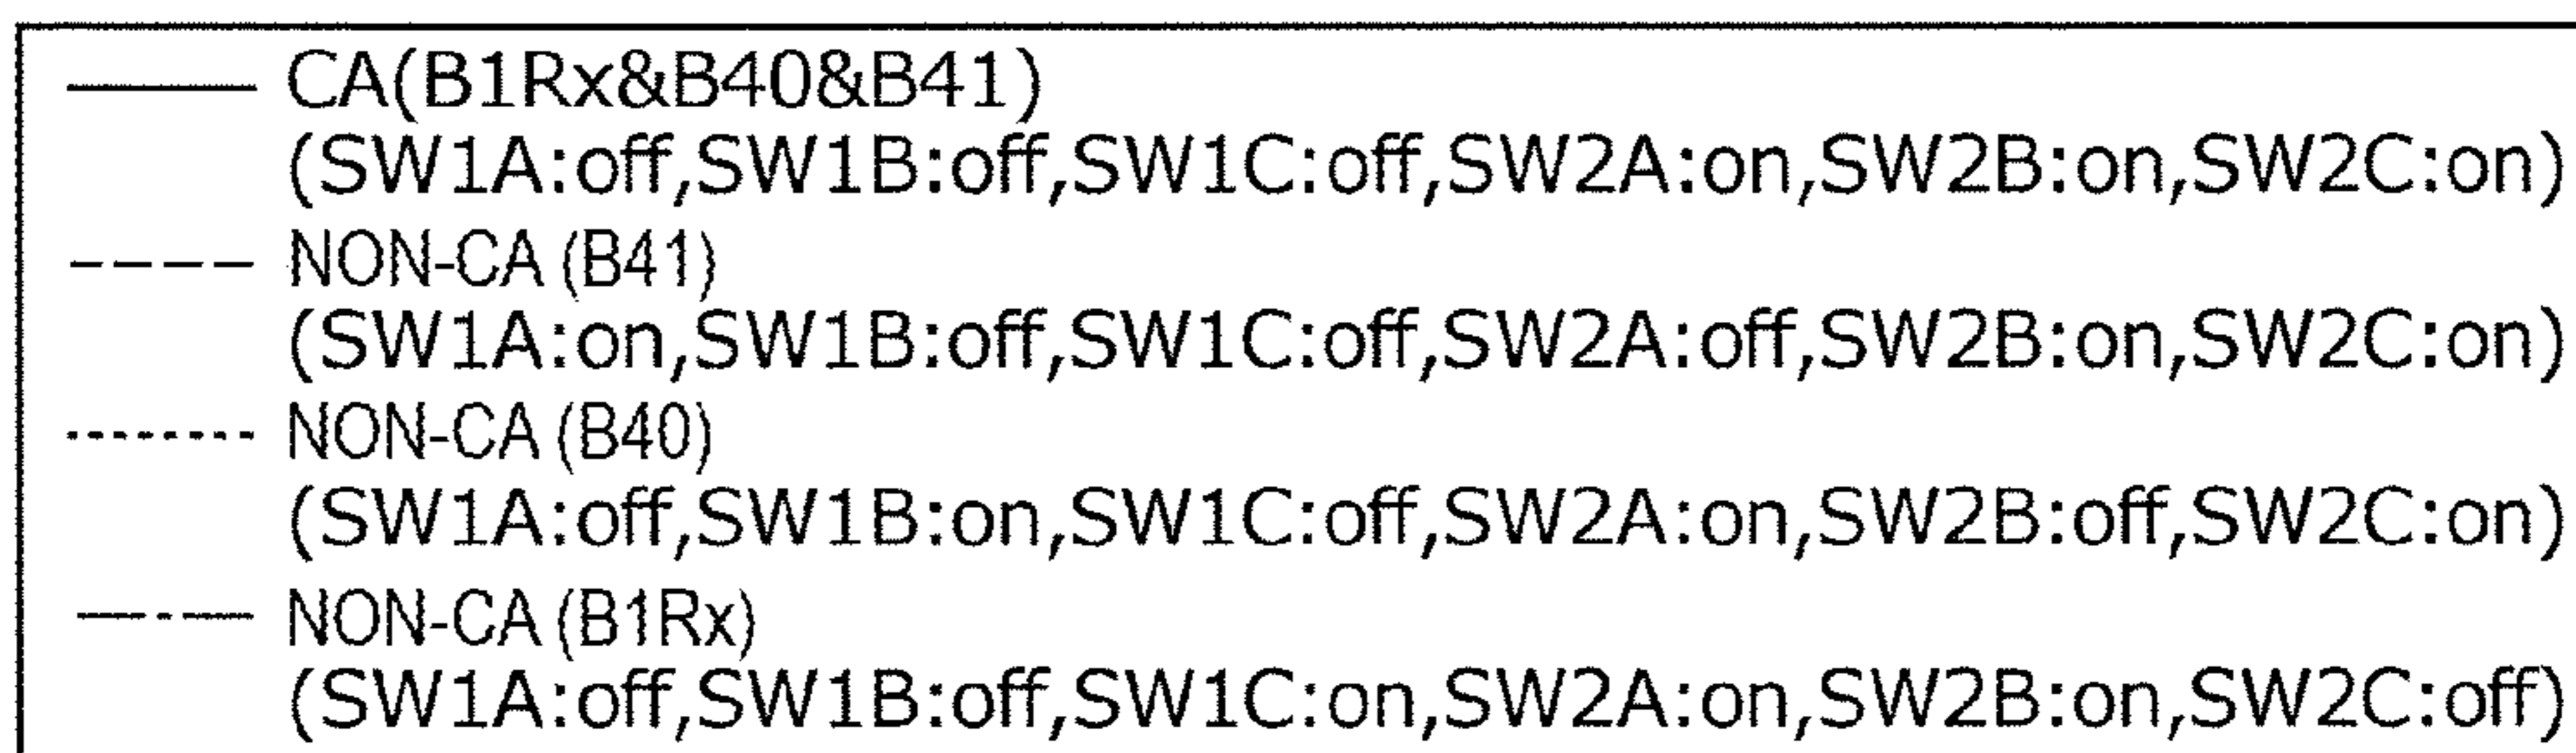 CA(B1Rx&B40&B41)
(SW1A:off,SW1B:off,SW1C:off,SW2A:on,SW2B:on,SW2C:on)
NON-CA (B41)
(SW1A:on,SW1B:off,SW1C:off,SW2A:off,SW2B:on,SW2C:on)
NON-CA (B40)
(SW1A:off,SW1B:on,SW1C:off,SW2A:on,SW2B:off,SW2C:on)
NON-CA (B1Rx)
(SW1A:off,SW1B:off,SW1C:on,SW2A:on,SW2B:on,SW2C:off)